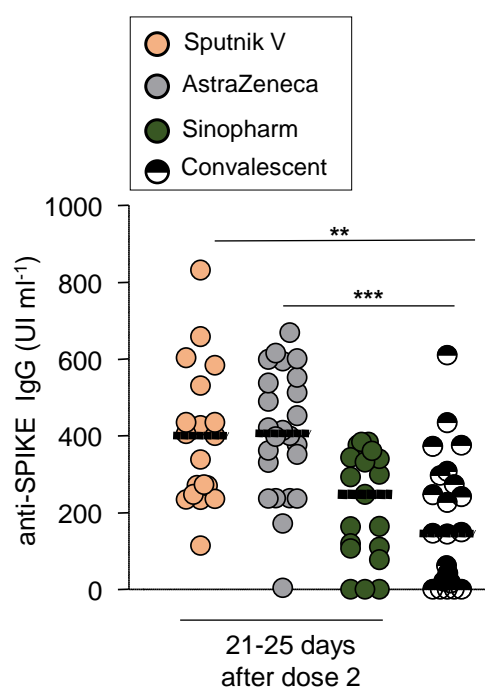 Sputnik V
AstraZeneca
Sinopharm
Convalescent
1000
800
600
400
200
0
anti-SPIKE IgG (UI ml-1)
**
***
21-25 days
after dose 2